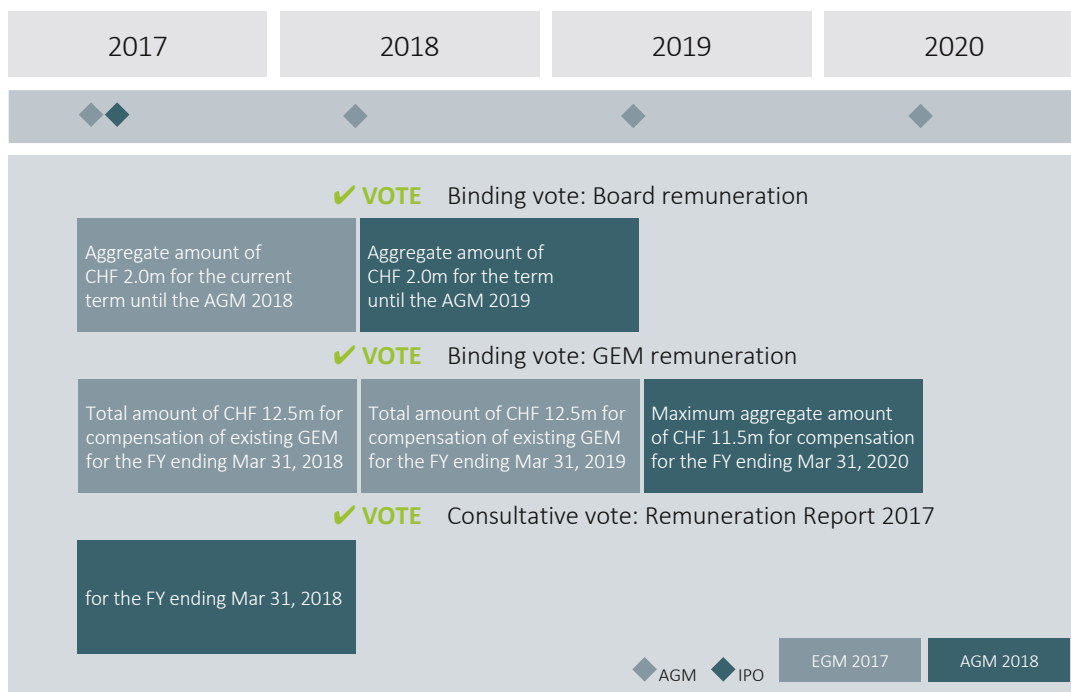 2017 2018 2019 2020
✔ VOTE Binding vote: Board remuneration
Aggregate amount of
CHF 2.0m for the current
term until the AGM 2018
Aggregate amount of
CHF 2.0m for the term
until the AGM 2019
✔ VOTE Binding vote: GEM remuneration
Total amount of CHF 12.5m for
compensation of existing GEM
for the FY ending Mar 31, 2018
Total amount of CHF 12.5m for
compensation of existing GEM
for the FY ending Mar 31, 2019
Maximum aggregate amount
of CHF 11.5m for compensation
for the FY ending Mar 31, 2020
✔ VOTE Consultative vote: Remuneration Report 2017
for the FY ending Mar 31, 2018
AGM IPO EGM 2017 AGM 2018